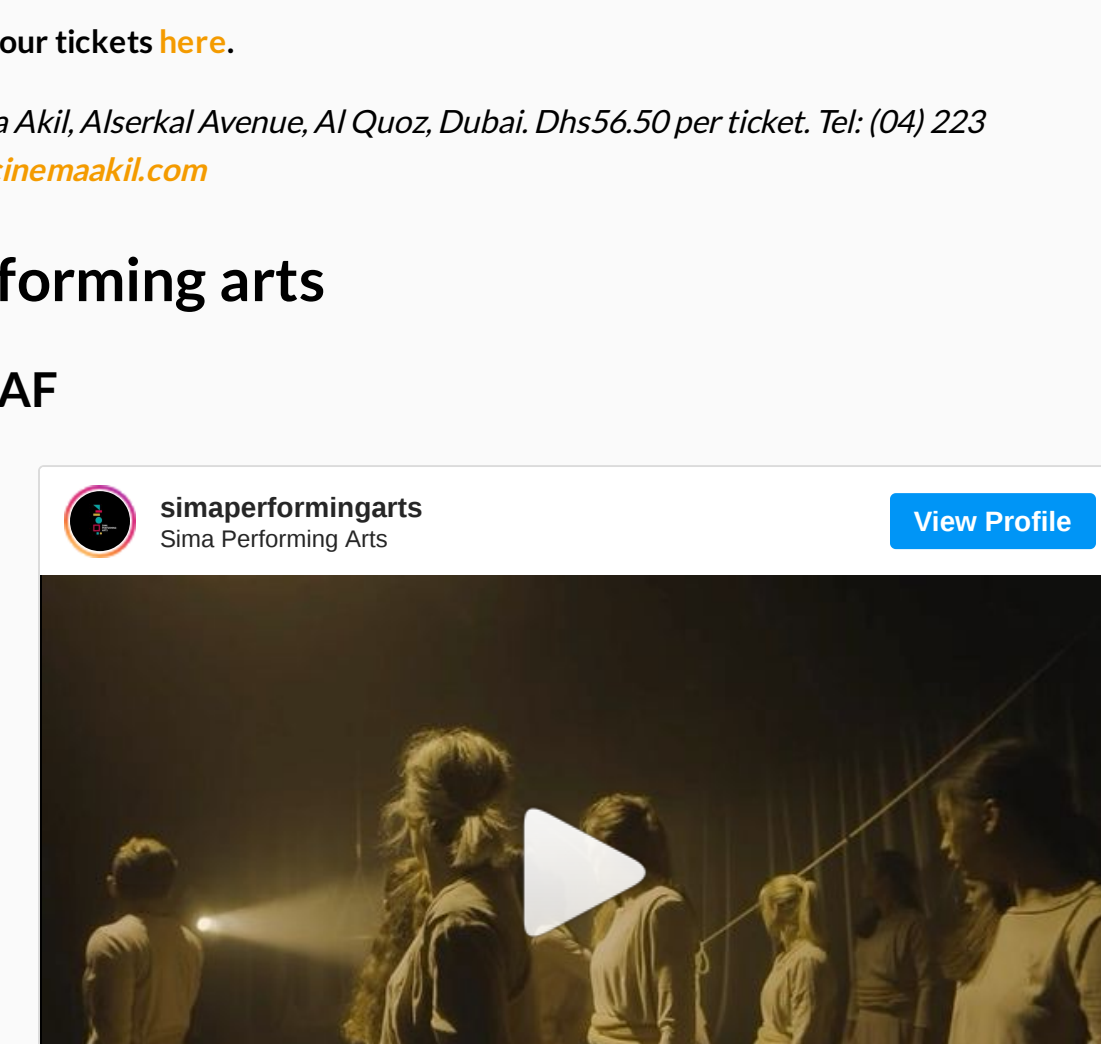 our tickets here.
a Akil, Alserkal Avenue, Al Quoz, Dubai. Dhs56.50 per ticket. Tel: (04) 223
cinemaakil.com
forming arts
AF
simaperformingarts
Sima Performing Arts
View Profile